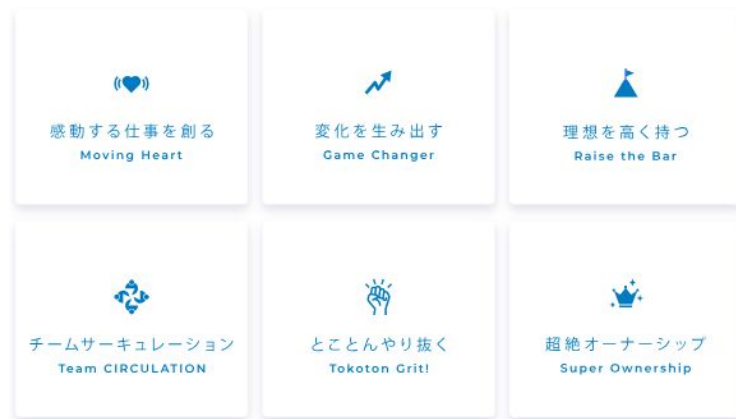 感動する仕事を創る
Moving Heart
変化を生み出す
Game Changer
理想を高く持つ
Raise the Bar
チームサーキュレーション
Team CIRCULATION
とことんやり抜く
Tokoton Grit!
超絶オーナーシップ
Super Ownership